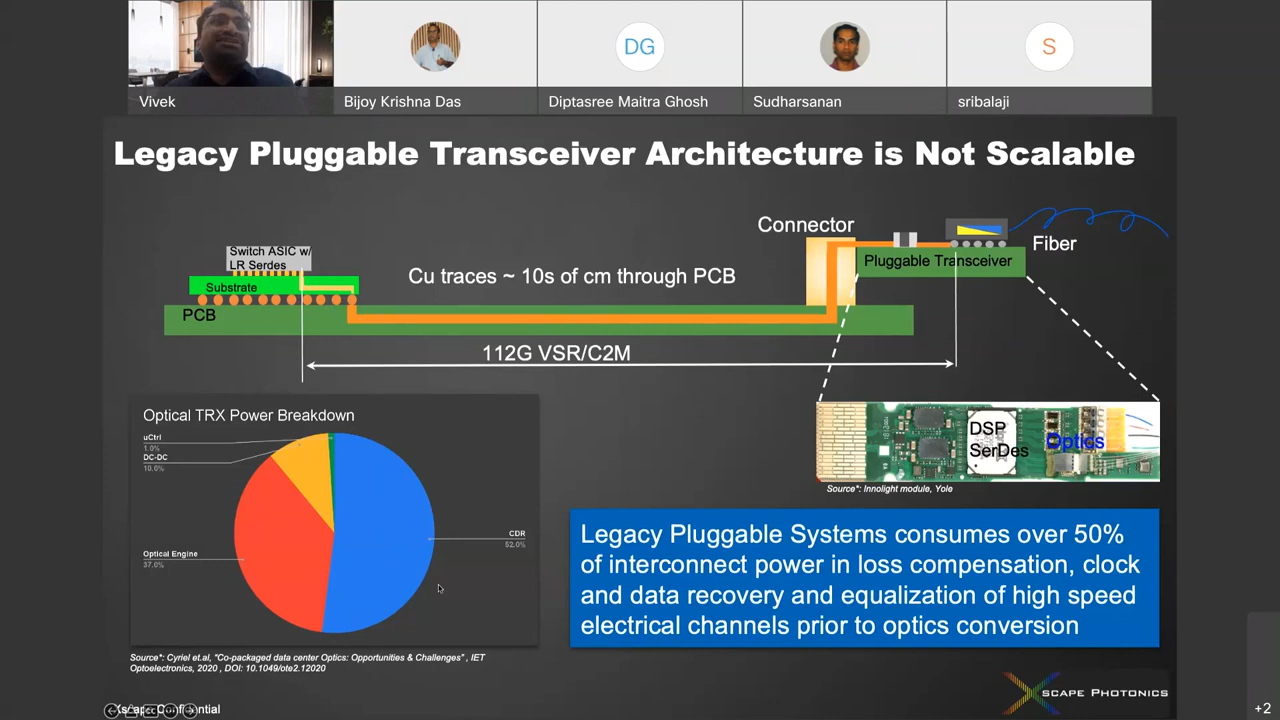 DG
S
Vivek
Bijoy Krishna Das
Diptasree Maitra Ghosh
Sudharsanan
sribalaji
Legacy Pluggable Transceiver Architecture is Not Scalable
Connector
Switch ASIC w/
LR Serdes
Substrate
PCB
Cu traces ~ 10s of cm through PCB
Pluggable Transceiver
Fiber
112G VSR/C2M
Optical TRX Power Breakdown
uCtrl
1.0%
DC-DC
10.0%
Optical Engine
37.0%
CDR
52.0%
DSP
SerDes
Optics
Source*: Innolight module, Yole
Legacy Pluggable Systems consumes over 50%
of interconnect power in loss compensation, clock
and data recovery and equalization of high speed
electrical channels prior to optics conversion
Source*: Cyriel et.al, "Co-packaged data center Optics: Opportunities & Challenges" , IET
Optoelectronics, 2020 , DOI: 10.1049/ote2.12020
Xscape Confidential
XSCAPE PHOTONICS
+2